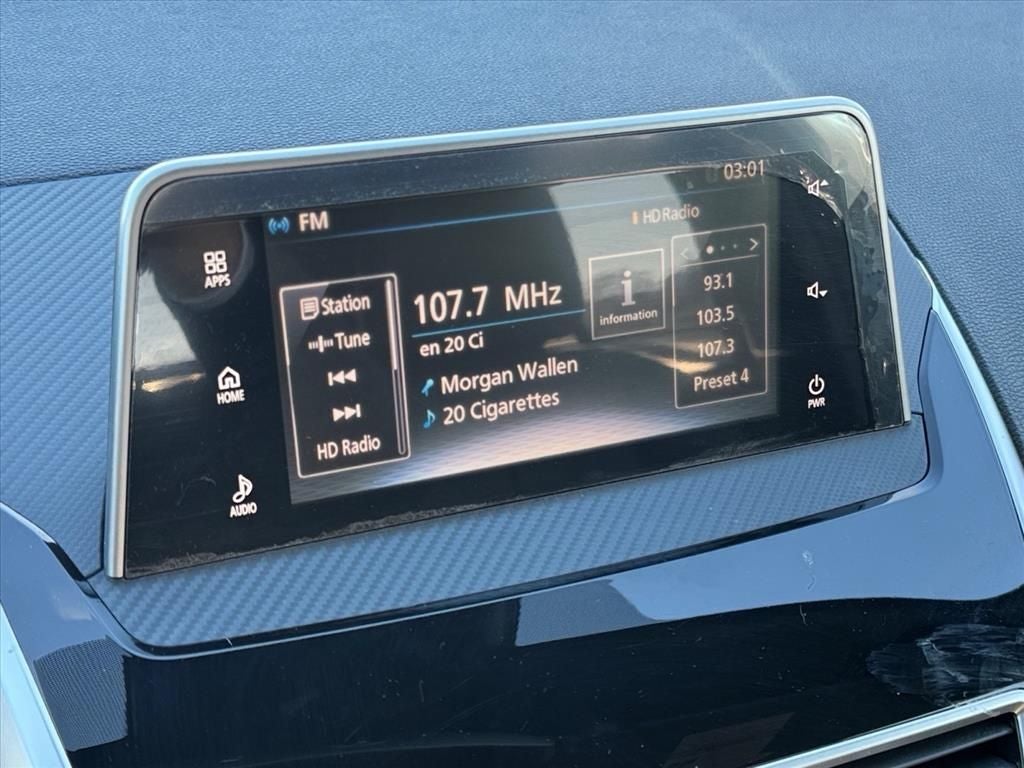 03:01
FM
HD Radio
APPS
HOME
AUDIO
Station
Tune
HD Radio
107.7 MHz
en 20 Ci
Morgan Wallen
20 Cigarettes
i
information
93.1
103.5
107.3
Preset 4
PWR